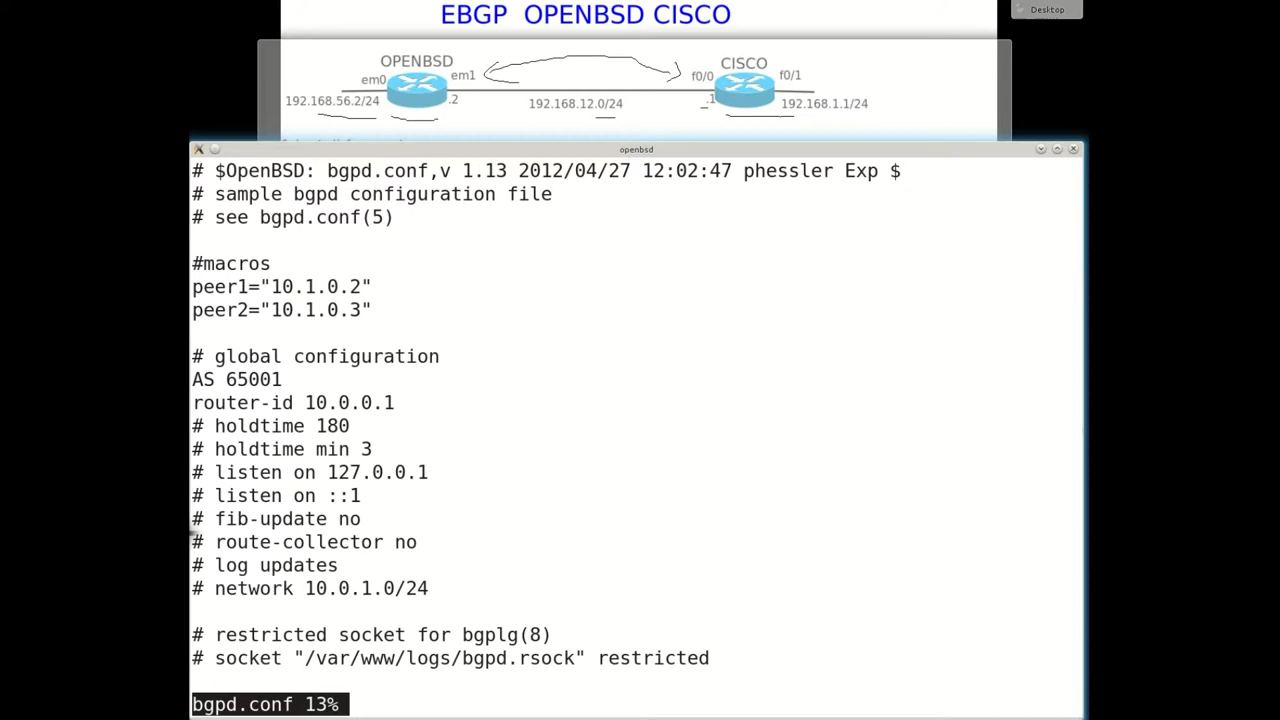 EBGP  OPENBSD CISCO
Desktop
OPENBSD
CISCO
em0
em1
f0/0
f0/1
192.168.56.2/24
.2
192.168.12.0/24
.1
192.168.1.1/24
openbsd
# $OpenBSD: bgpd.conf,v 1.13 2012/04/27 12:02:47 phessler Exp $
# sample bgpd configuration file
# see bgpd.conf(5)
#macros
peer1="10.1.0.2"
peer2="10.1.0.3"
# global configuration
AS 65001
router-id 10.0.0.1
# holdtime 180
# holdtime min 3
# listen on 127.0.0.1
# listen on ::1
# fib-update no
# route-collector no
# log updates
# network 10.0.1.0/24
# restricted socket for bgplg(8)
# socket "/var/www/logs/bgpd.rsock" restricted
bgpd.conf 13%